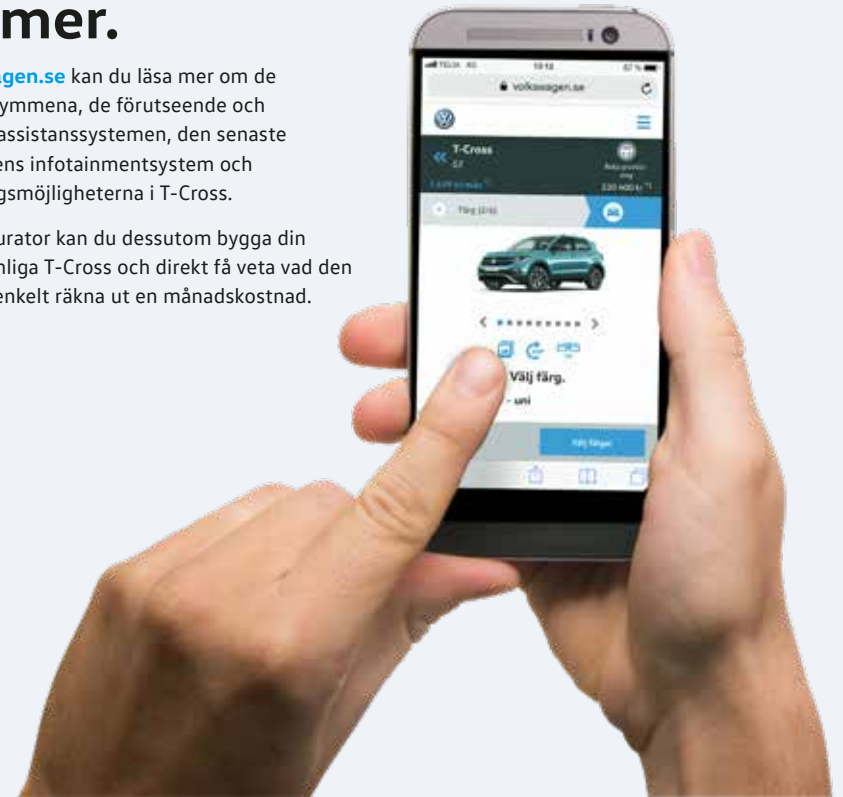 mer.
agen.se kan du läsa mer om de
ymmena, de förutseende och
assistanssystemen, den senaste
ens infotainmentsystem och
gsmöjligheterna i T-Cross.
urator kan du dessutom bygga din
nliga T-Cross och direkt få veta vad den
enkelt räkna ut en månadskostnad.
volkswagen.se
T-Cross
Färg
Välj färg.
- uni